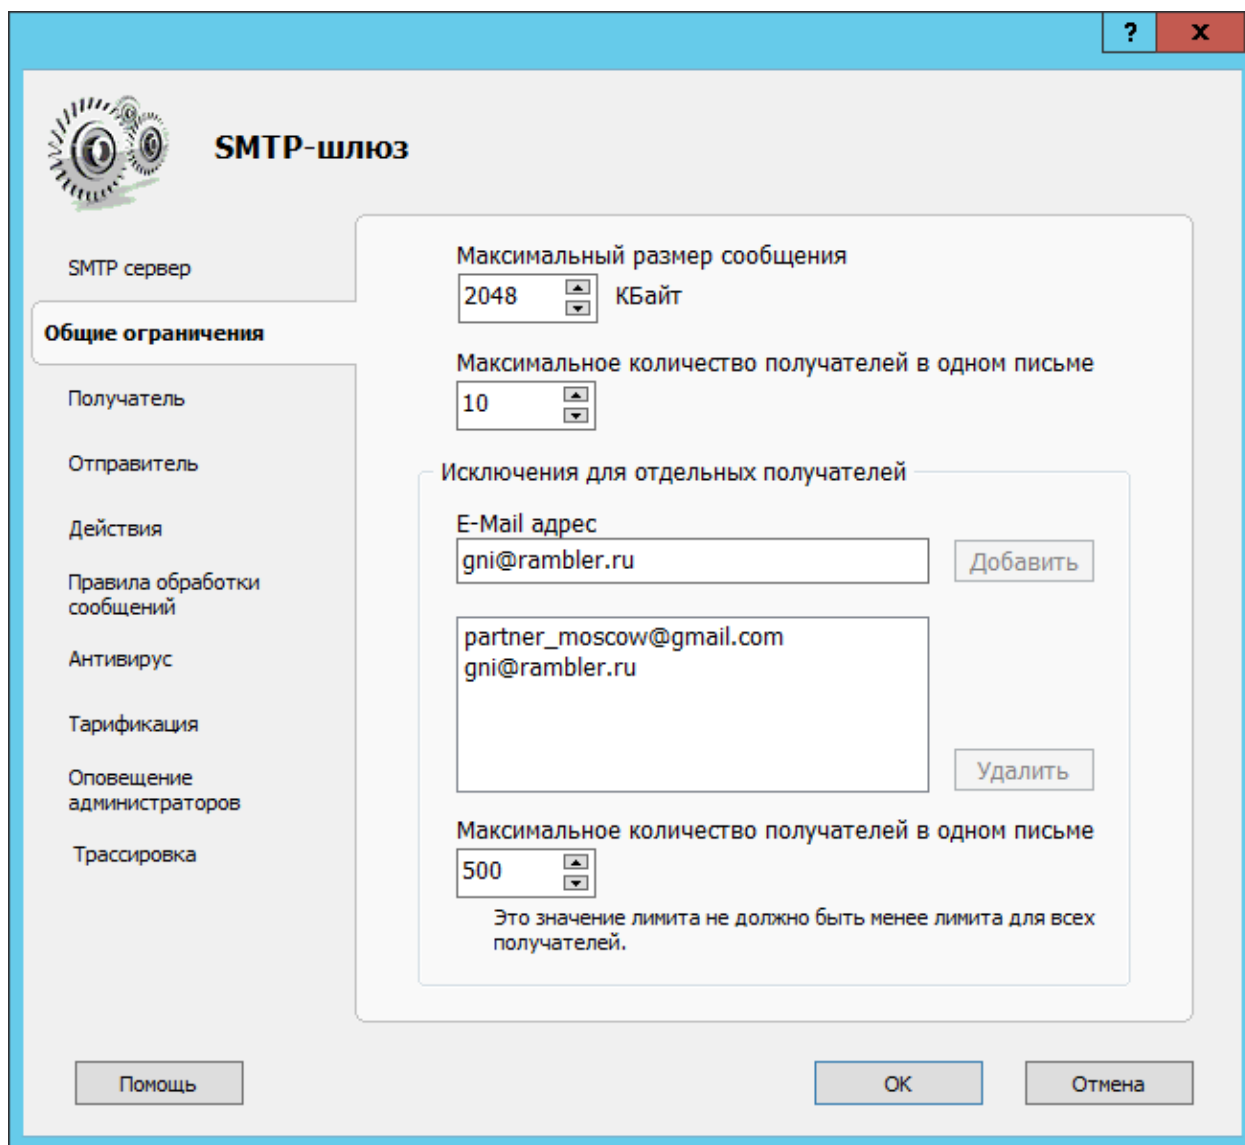 ?
x
SMTP-шлюз
SMTP сервер
Общие ограничения
Получатель
Отправитель
Действия
Правила обработки
сообщений
Антивирус
Тарификация
Оповещение
администраторов
Трассировка
Максимальный размер сообщения
2048 КБайт
Максимальное количество получателей в одном письме
10
Исключения для отдельных получателей
E-Mail адрес
gni@rambler.ru Добавить
partner_moscow@gmail.com
gni@rambler.ru
Удалить
Максимальное количество получателей в одном письме
500
Это значение лимита не должно быть менее лимита для всех
получателей.
Помощь OK Отмена